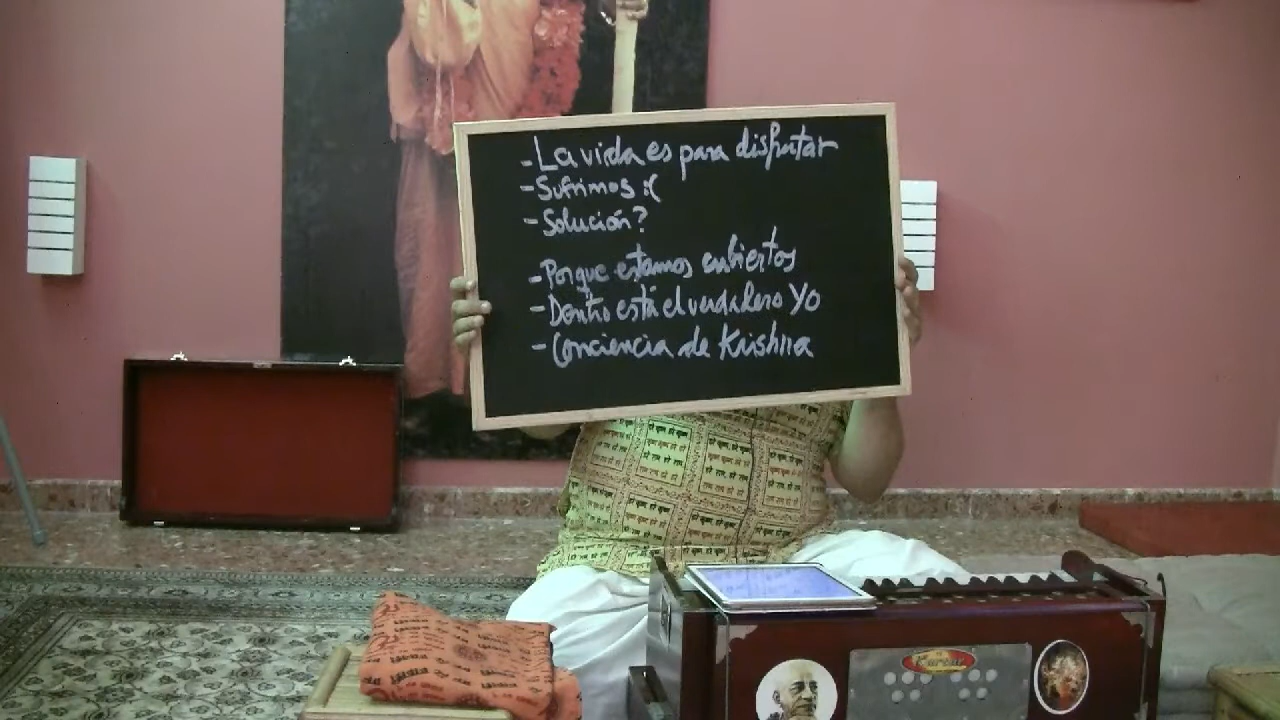 - La vida es para disfrutar
- Sufrimos :(
- Solución?
- Porque estamos cubiertos
- Dentro está el verdadero Yo
- Conciencia de Krishna